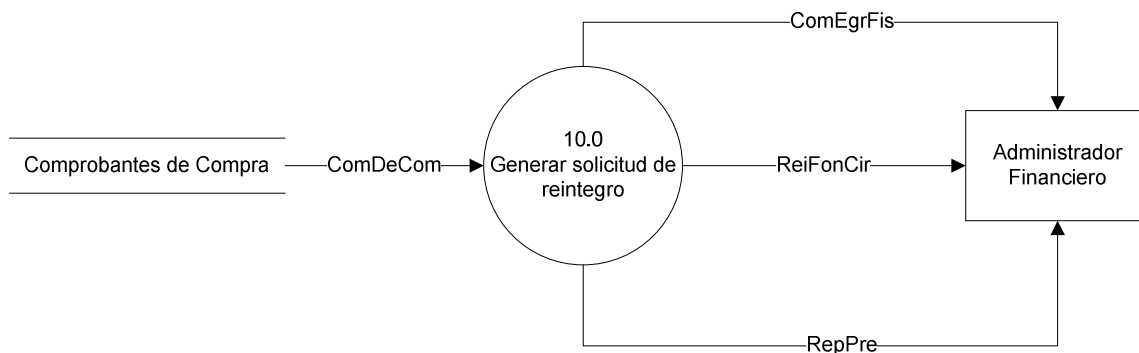 ComEgrFis
Comprobantes de Compra
ComDeCom
10.0
Generar solicitud de
reintegro
ReiFonCir
Administrador
Financiero
RepPre